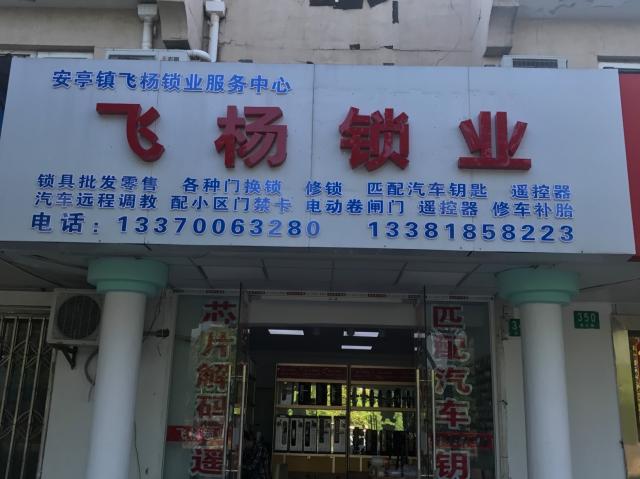 安亭镇飞杨锁业服务中心
飞杨锁业
锁具批发零售 各种门换锁 修锁 匹配汽车钥匙 遥控器
汽车远程调教 配小区门禁卡 电动卷闸门 遥控器 修车补胎
电话：13370063280 13381858223
芯片解码
遥
匹配汽车
钥
350